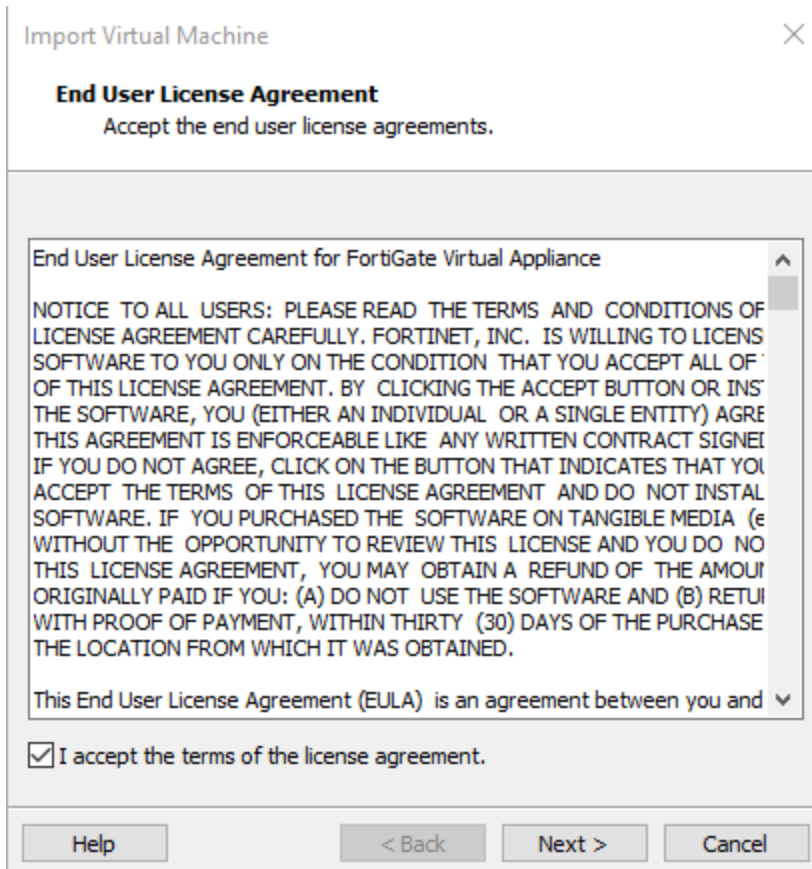 Import Virtual Machine
End User License Agreement
Accept the end user license agreements.
End User License Agreement for FortiGate Virtual Appliance
NOTICE TO ALL USERS: PLEASE READ THE TERMS AND CONDITIONS OF
LICENSE AGREEMENT CAREFULLY. FORTINET, INC. IS WILLING TO LICENS
SOFTWARE TO YOU ONLY ON THE CONDITION THAT YOU ACCEPT ALL OF
OF THIS LICENSE AGREEMENT. BY CLICKING THE ACCEPT BUTTON OR INS
THE SOFTWARE, YOU (EITHER AN INDIVIDUAL OR A SINGLE ENTITY) AGRE
THIS AGREEMENT IS ENFORCEABLE LIKE ANY WRITTEN CONTRACT SIGNED
IF YOU DO NOT AGREE, CLICK ON THE BUTTON THAT INDICATES THAT YOU
ACCEPT THE TERMS OF THIS LICENSE AGREEMENT AND DO NOT INSTAL
SOFTWARE. IF YOU PURCHASED THE SOFTWARE ON TANGIBLE MEDIA (e
WITHOUT THE OPPORTUNITY TO REVIEW THIS LICENSE AND YOU DO NO
THIS LICENSE AGREEMENT, YOU MAY OBTAIN A REFUND OF THE AMOUN
ORIGINALLY PAID IF YOU: (A) DO NOT USE THE SOFTWARE AND (B) RETU
WITH PROOF OF PAYMENT, WITHIN THIRTY (30) DAYS OF THE PURCHASE
THE LOCATION FROM WHICH IT WAS OBTAINED.
This End User License Agreement (EULA) is an agreement between you and
I accept the terms of the license agreement.
Help
< Back
Next >
Cancel